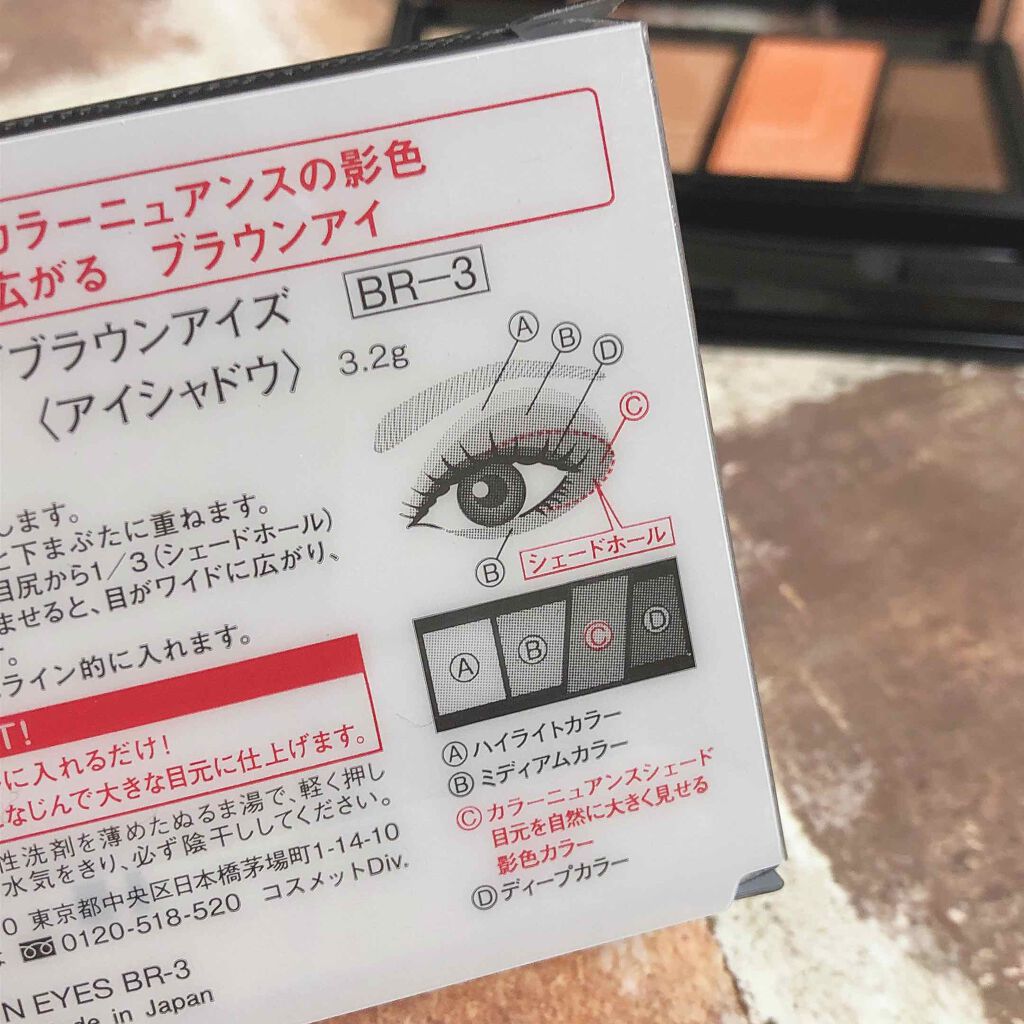 カラーニュアンスの影色
広がる ブラウンアイ
ブラウンアイズ BR-3
〈アイシャドウ〉 3.2g
A
B
D
C
B
シェードホール
します。
と下まぶたに重ねます。
目尻から1/3(シェードホール)
ませると、目がワイドに広がり、
す。
ライン的に入れます。
T!
に入れるだけ!
なじんで大きな目元に仕上げます。
性洗剤を薄めたぬるま湯で、軽く押し
水気をきり、必ず陰干ししてください。
0 東京都中央区日本橋茅場町1-14-10
0120-518-520 コスメットDiv.
N EYES BR-3
de in Japan
A B C D
Ⓐハイライトカラー
Ⓑミディアムカラー
Ⓒカラーニュアンスシェード
目元を自然に大きく見せる
影色カラー
Ⓓディープカラー